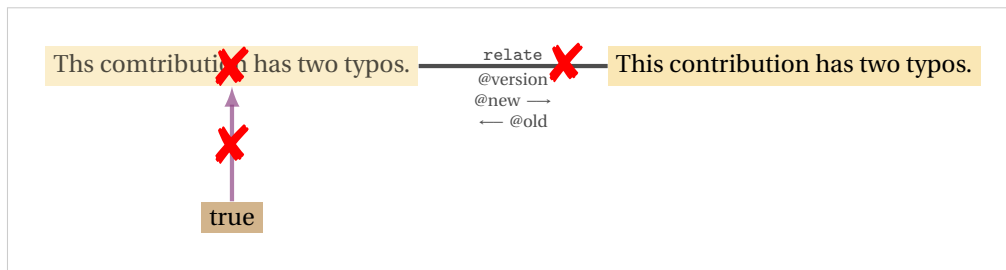 Ths comtribution has two typos.
relate
This contribution has two typos.
@version
@new →
← @old
true